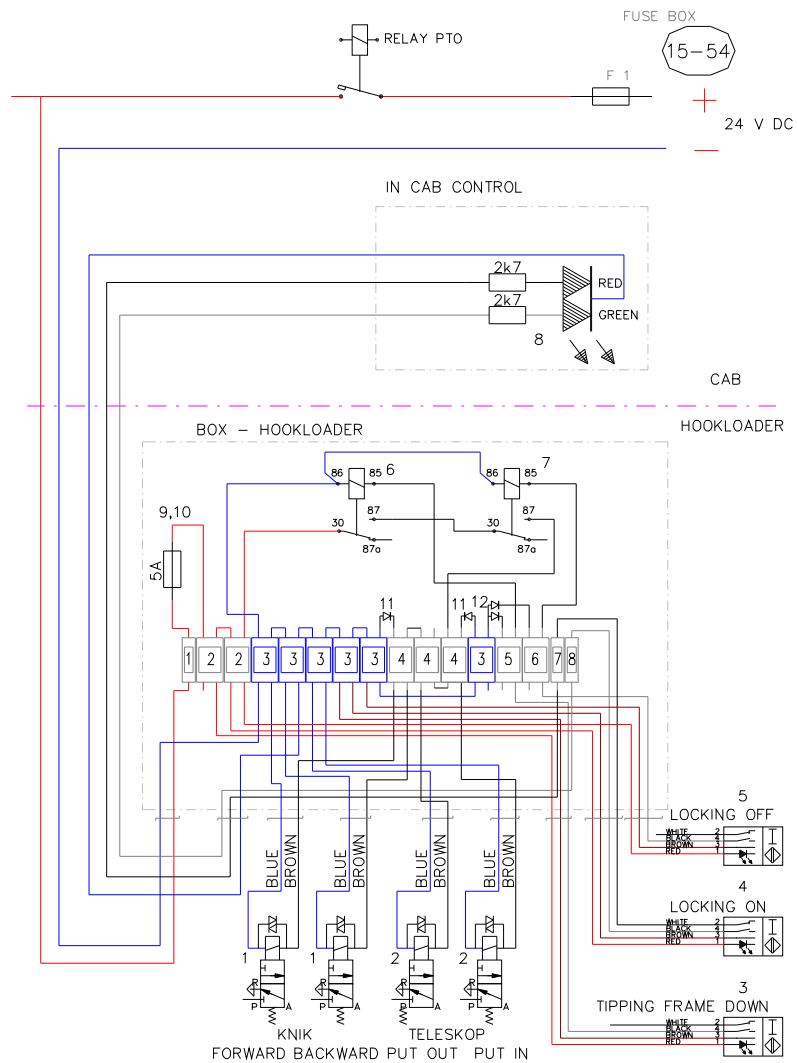 FUSE BOX
15-54
RELAY PTO
F 1
24 V DC
IN CAB CONTROL
2k7
RED
2k7
GREEN
8
CAB
HOOKLOADER
BOX - HOOKLOADER
86 6 85
86 7 85
9,10
30 87
87a
30 87
87a
5A
11 11 12
1 2 2 3 3 3 3 3 4 4 4 3 5 6 7 8
5
LOCKING OFF
WHITE 2
BLACK 4
BROWN 3
RED 1
BLUE BROWN BLUE BROWN BLUE BROWN BLUE BROWN
4
LOCKING ON
WHITE 2
BLACK 4
BROWN 3
RED 1
1 1 2 2
R R R R
P A P A P A P A
3
TIPPING FRAME DOWN
WHITE 2
BLACK 4
BROWN 3
RED 1
KNIK TELESKOP
FORWARD BACKWARD PUT OUT PUT IN